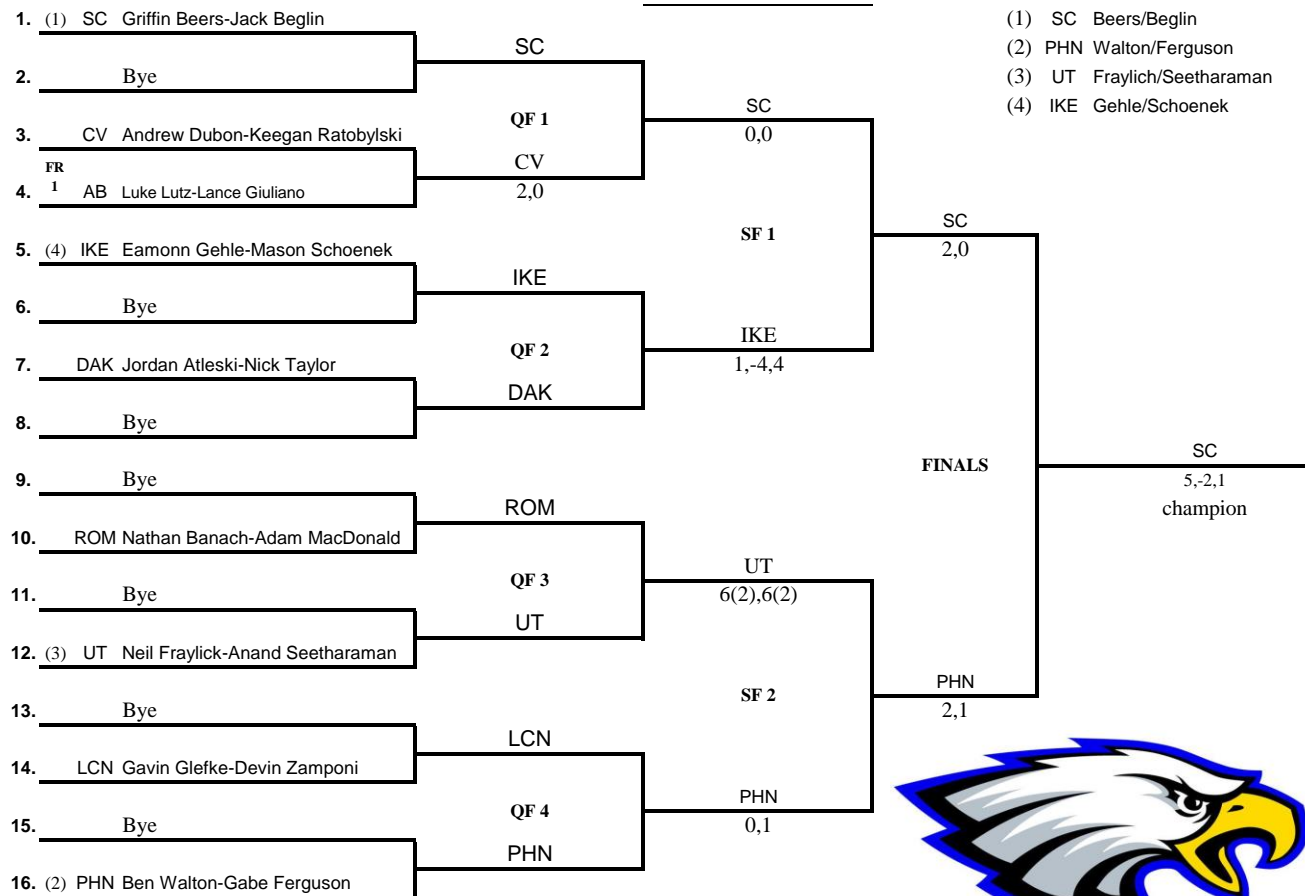 1. (1) SC Griffin Beers-Jack Beglin
SC
2. Bye
QF 1
SC
0,0
3. CV Andrew Dubon-Keegan Ratobylski
FR
1
CV
2,0
4. AB Luke Lutz-Lance Giuliano
SF 1
SC
2,0
5. (4) IKE Eamonn Gehle-Mason Schoenek
IKE
6. Bye
QF 2
IKE
1,-4,4
7. DAK Jordan Atleski-Nick Taylor
DAK
8. Bye
FINALS
SC
5,-2,1
champion
9. Bye
ROM
10. ROM Nathan Banach-Adam MacDonald
QF 3
UT
6(2),6(2)
11. Bye
UT
12. (3) UT Neil Fraylick-Anand Seetharaman
SF 2
PHN
2,1
13. Bye
LCN
14. LCN Gavin Glefke-Devin Zamponi
QF 4
PHN
0,1
15. Bye
PHN
16. (2) PHN Ben Walton-Gabe Ferguson
(1) SC Beers/Beglin
(2) PHN Walton/Ferguson
(3) UT Fraylich/Seetharaman
(4) IKE Gehle/Schoenek